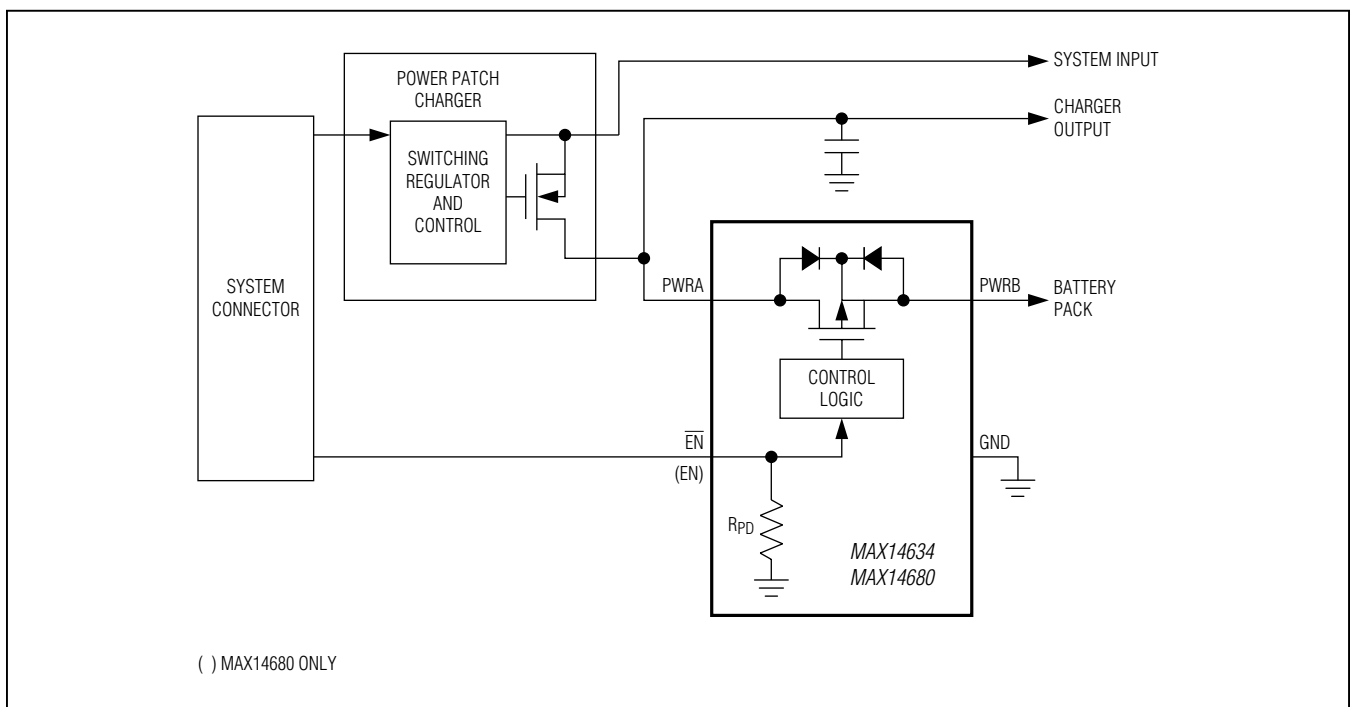 POWER PATCH
CHARGER
SYSTEM INPUT
CHARGER
OUTPUT
SWITCHING
REGULATOR
AND
CONTROL
SYSTEM
CONNECTOR
PWRA
PWRB
BATTERY
PACK
CONTROL
LOGIC
E̅N̅
(EN)
GND
RPD
MAX14634
MAX14680
( ) MAX14680 ONLY